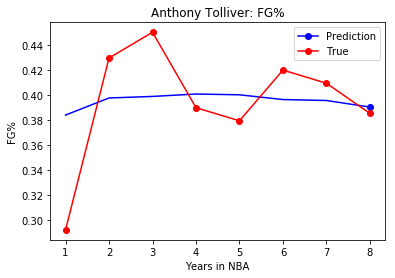 Anthony Tolliver: FG%
Prediction
True
FG%
0.44
0.42
0.40
0.38
0.36
0.34
0.32
0.30
1 2 3 4 5 6 7 8
Years in NBA